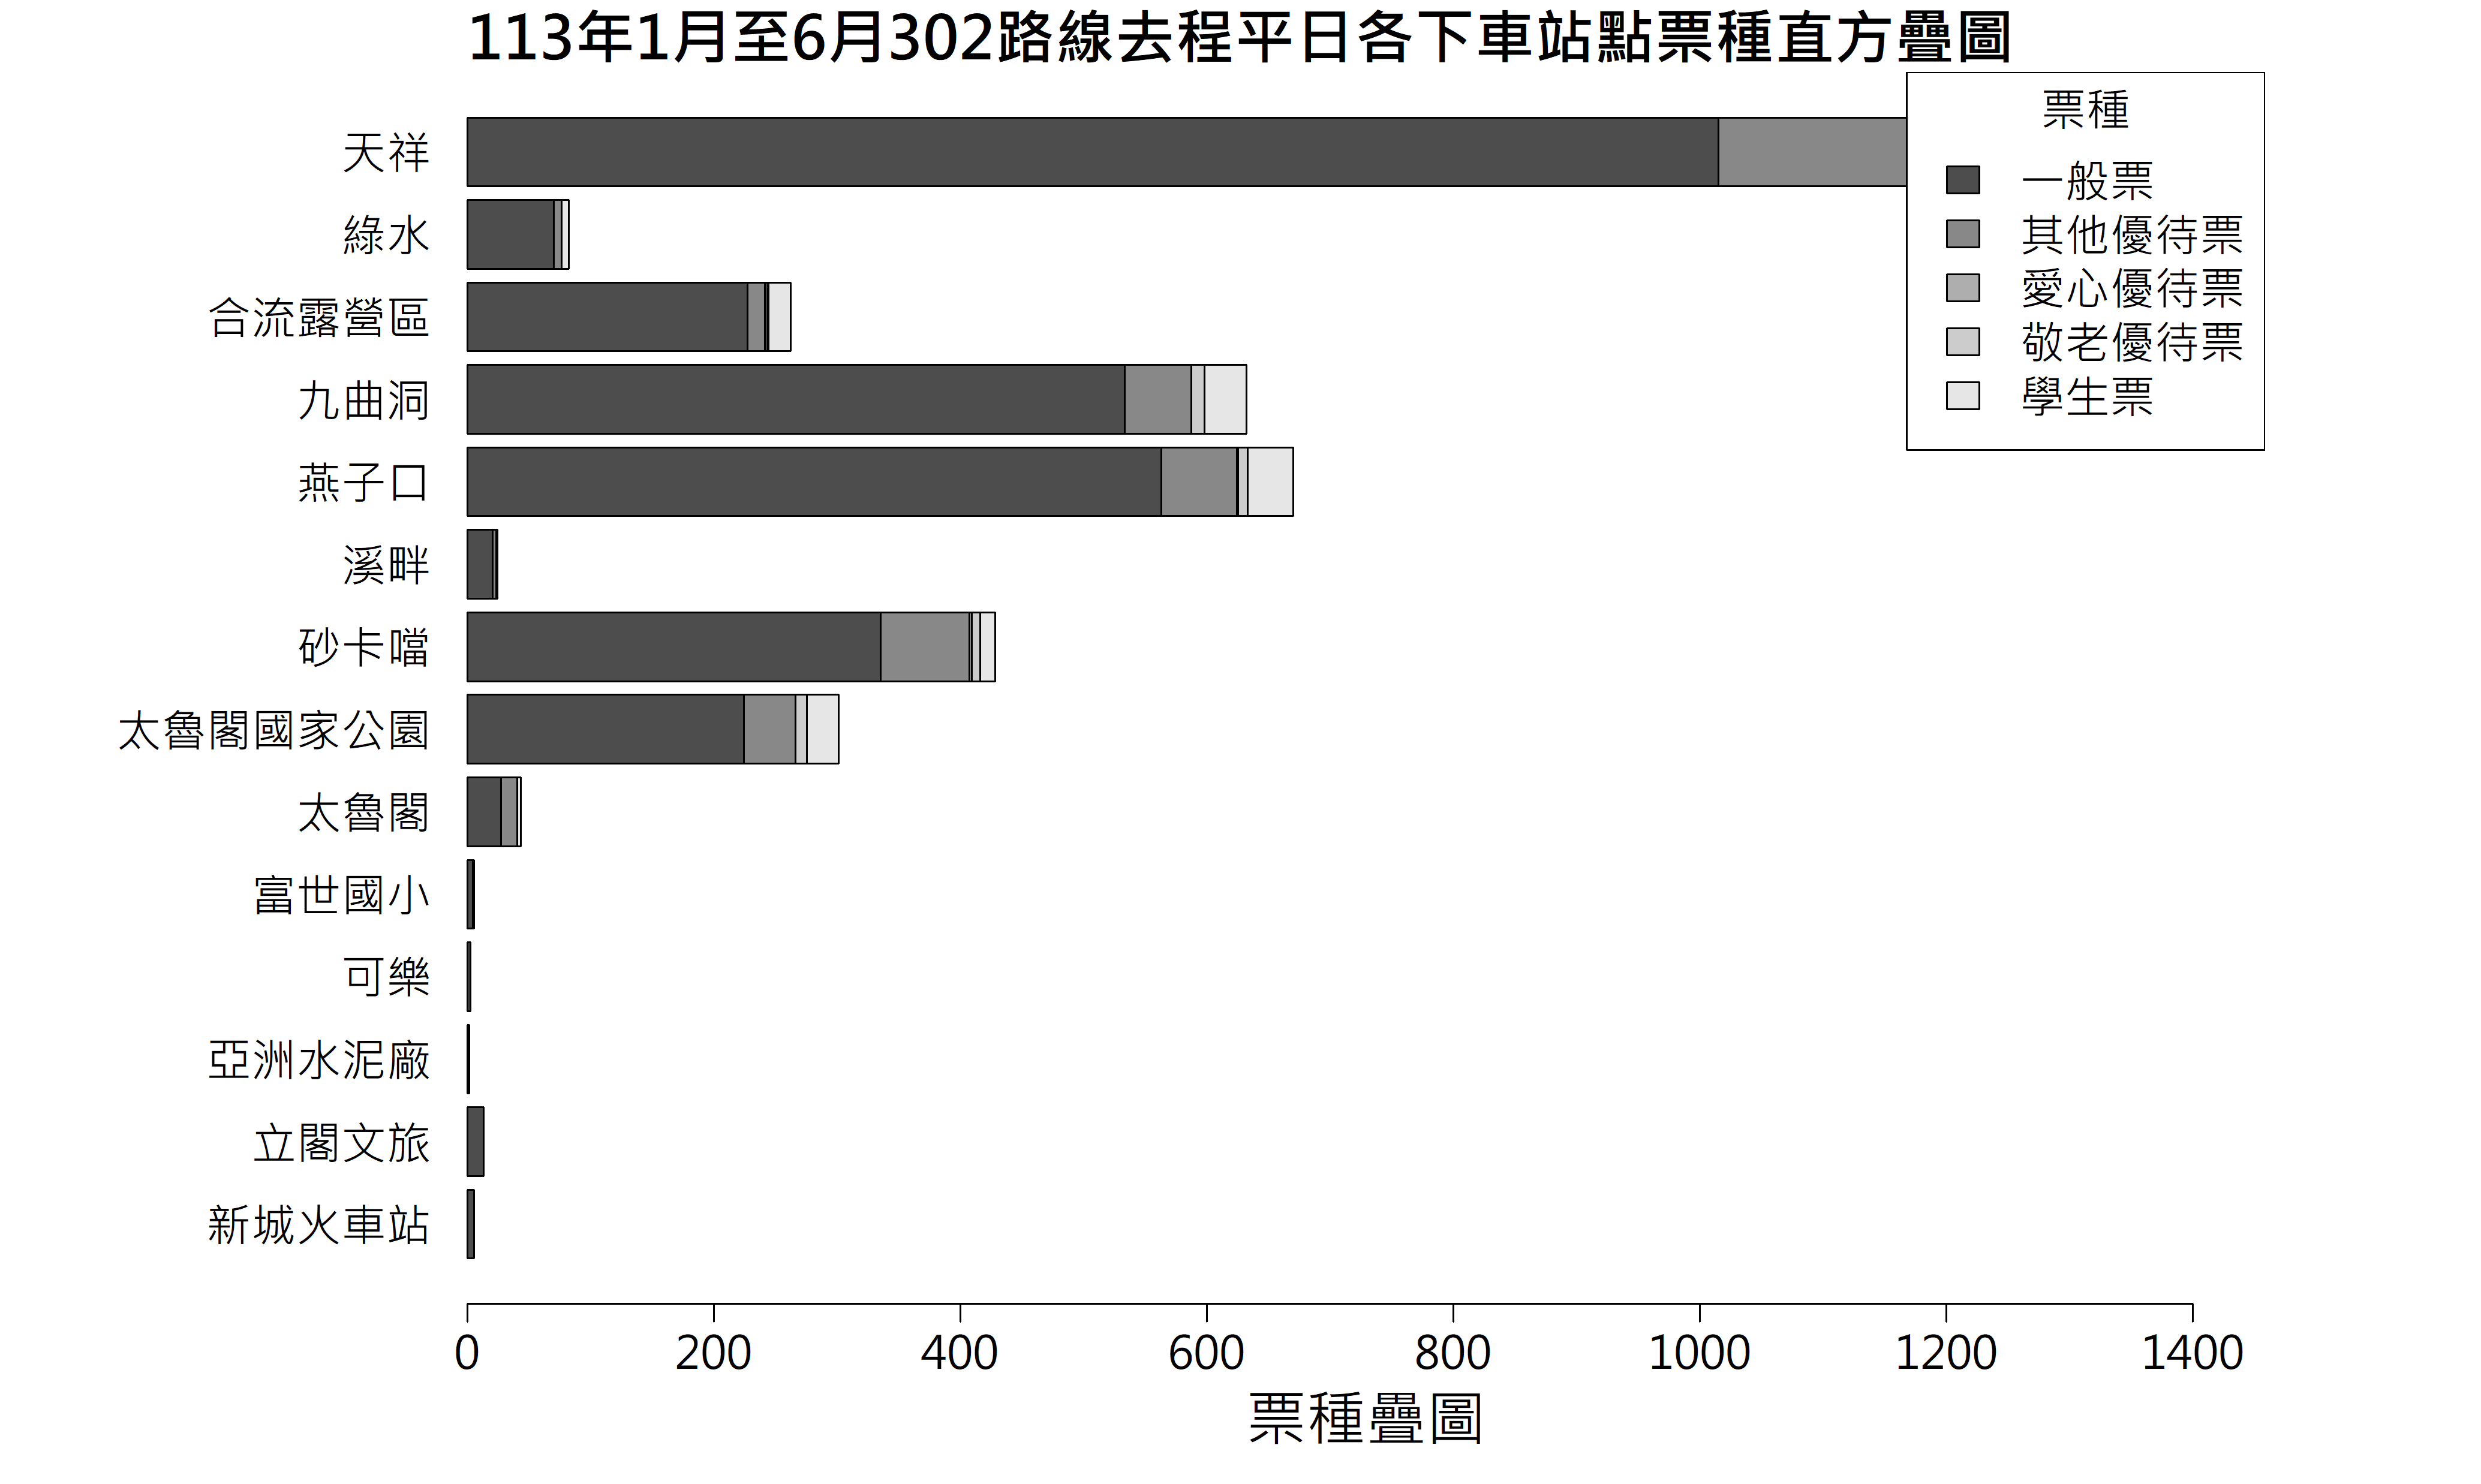 113年1月至6月302路線去程平日各下車站點票種直方疊圖
票種
一般票
其他優待票
愛心優待票
敬老優待票
學生票
天祥
綠水
合流露營區
九曲洞
燕子口
溪畔
砂卡噹
太魯閣國家公園
太魯閣
富世國小
可樂
亞洲水泥廠
立閣文旅
新城火車站
0 200 400 600 800 1000 1200 1400
票種疊圖